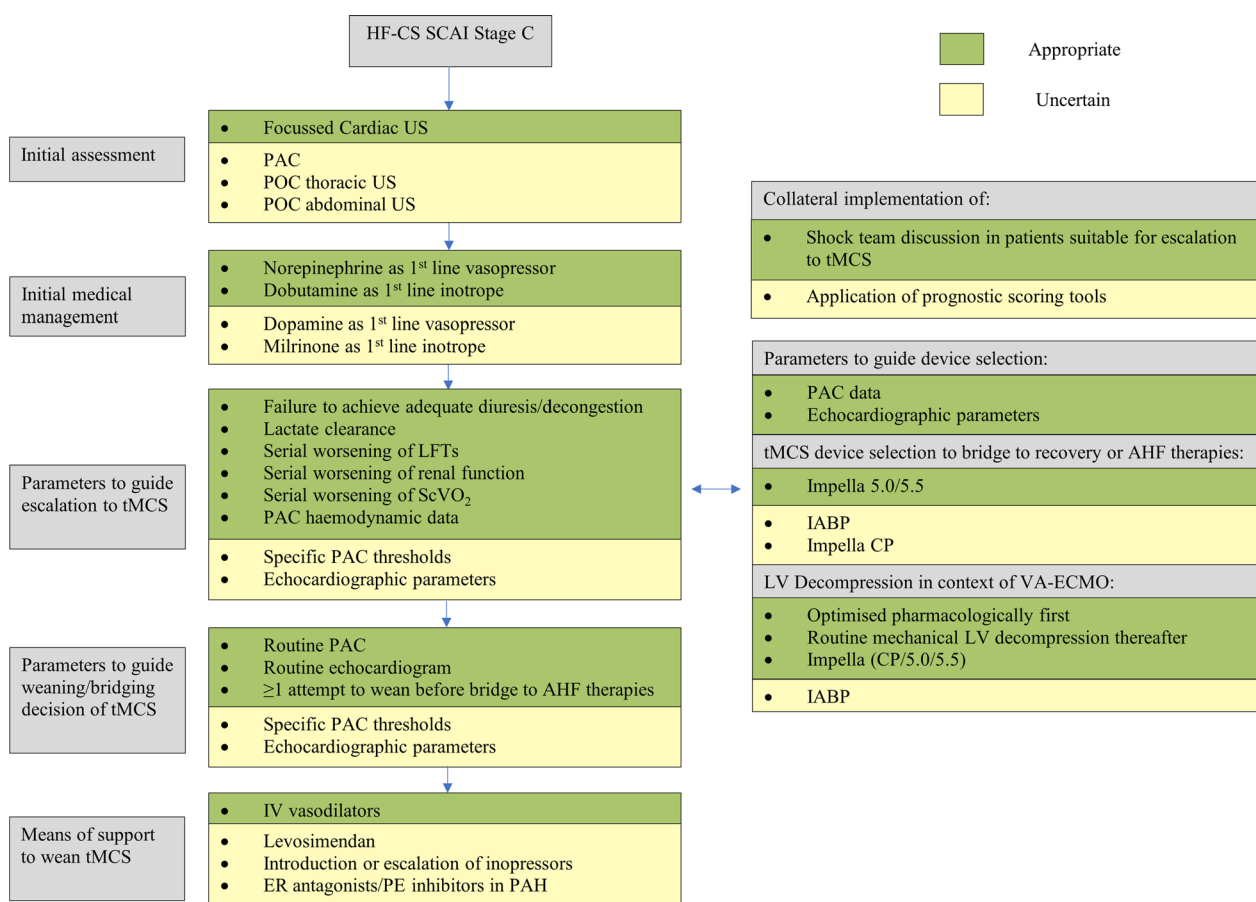 HF-CS SCAI Stage C
Appropriate
Uncertain
Initial assessment
• Focussed Cardiac US
• PAC
• POC thoracic US
• POC abdominal US
Initial medical
management
• Norepinephrine as 1st line vasopressor
• Dobutamine as 1st line inotrope
• Dopamine as 1st line vasopressor
• Milrinone as 1st line inotrope
Parameters to guide
escalation to tMCS
• Failure to achieve adequate diuresis/decongestion
• Lactate clearance
• Serial worsening of LFTs
• Serial worsening of renal function
• Serial worsening of ScVO2
• PAC haemodynamic data
• Specific PAC thresholds
• Echocardiographic parameters
Parameters to guide
weaning/bridging
decision of tMCS
• Routine PAC
• Routine echocardiogram
• ≥1 attempt to wean before bridge to AHF therapies
• Specific PAC thresholds
• Echocardiographic parameters
Means of support
to wean tMCS
• IV vasodilators
• Levosimendan
• Introduction or escalation of inopressors
• ER antagonists/PE inhibitors in PAH
Collateral implementation of:
• Shock team discussion in patients suitable for escalation
to tMCS
• Application of prognostic scoring tools
Parameters to guide device selection:
• PAC data
• Echocardiographic parameters
tMCS device selection to bridge to recovery or AHF therapies:
• Impella 5.0/5.5
• IABP
• Impella CP
LV Decompression in context of VA-ECMO:
• Optimised pharmacologically first
• Routine mechanical LV decompression thereafter
• Impella (CP/5.0/5.5)
• IABP